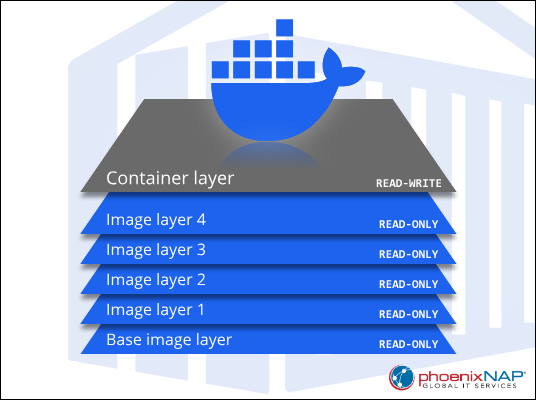 Container layer READ-WRITE
Image layer 4 READ-ONLY
Image layer 3 READ-ONLY
Image layer 2 READ-ONLY
Image layer 1 READ-ONLY
Base image layer READ-ONLY
phoenixNAP®
GLOBAL IT SERVICES